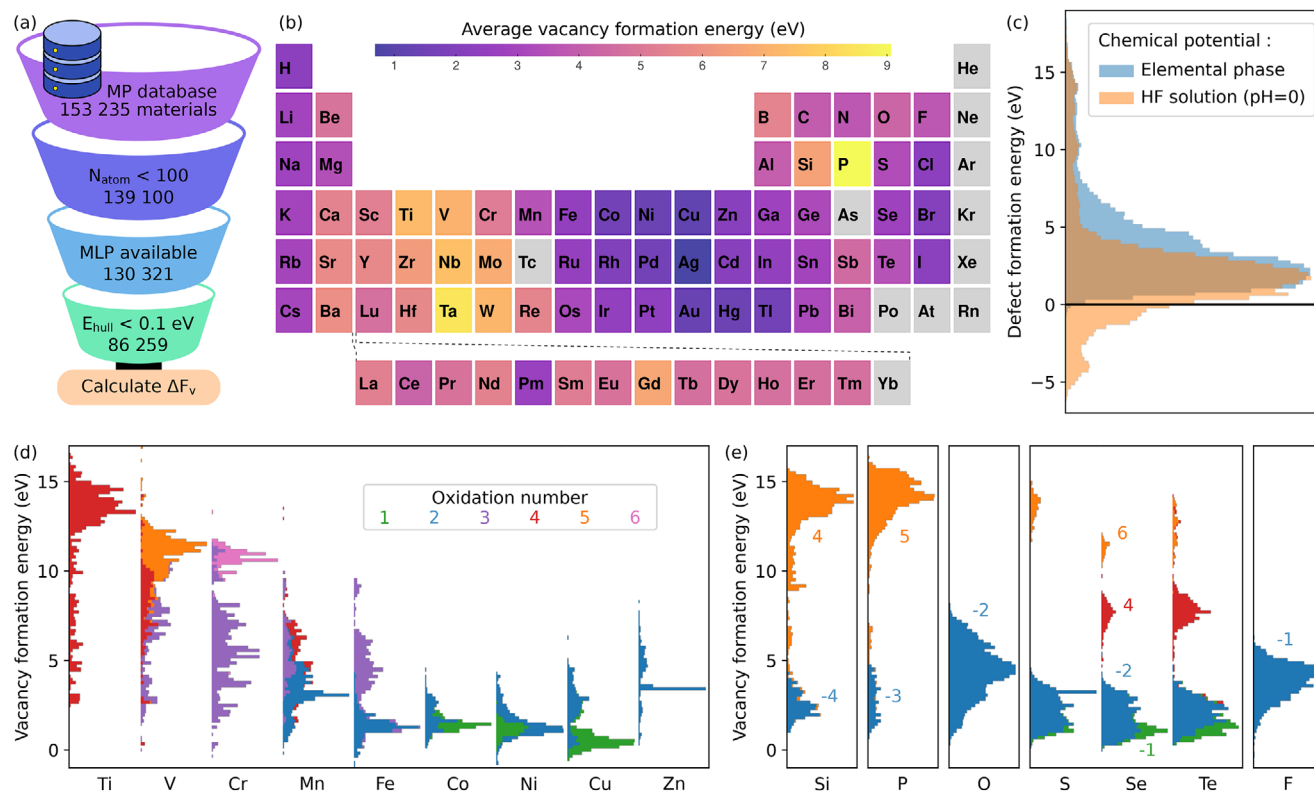 (a)
MP database
153 235 materials
N_atom < 100
139 100
MLP available
130 321
E_hull < 0.1 eV
86 259
Calculate ΔF_v
(b)
Average vacancy formation energy (eV)
1 2 3 4 5 6 7 8 9
H He
Li Be B C N O F Ne
Na Mg Al Si P S Cl Ar
K Ca Sc Ti V Cr Mn Fe Co Ni Cu Zn Ga Ge As Se Br Kr
Rb Sr Y Zr Nb Mo Tc Ru Rh Pd Ag Cd In Sn Sb Te I Xe
Cs Ba Lu Hf Ta W Re Os Ir Pt Au Hg Tl Pb Bi Po At Rn
La Ce Pr Nd Pm Sm Eu Gd Tb Dy Ho Er Tm Yb
(c)
Defect formation energy (eV)
15
10
5
0
−5
Chemical potential :
Elemental phase
HF solution (pH=0)
(d)
Vacancy formation energy (eV)
15
10
5
0
Oxidation number
1 2 3 4 5 6
Ti V Cr Mn Fe Co Ni Cu Zn
(e)
Vacancy formation energy (eV)
15
10
5
0
4
-4
5
-3
-2
6
4
-2
-1
-1
Si P O S Se Te F